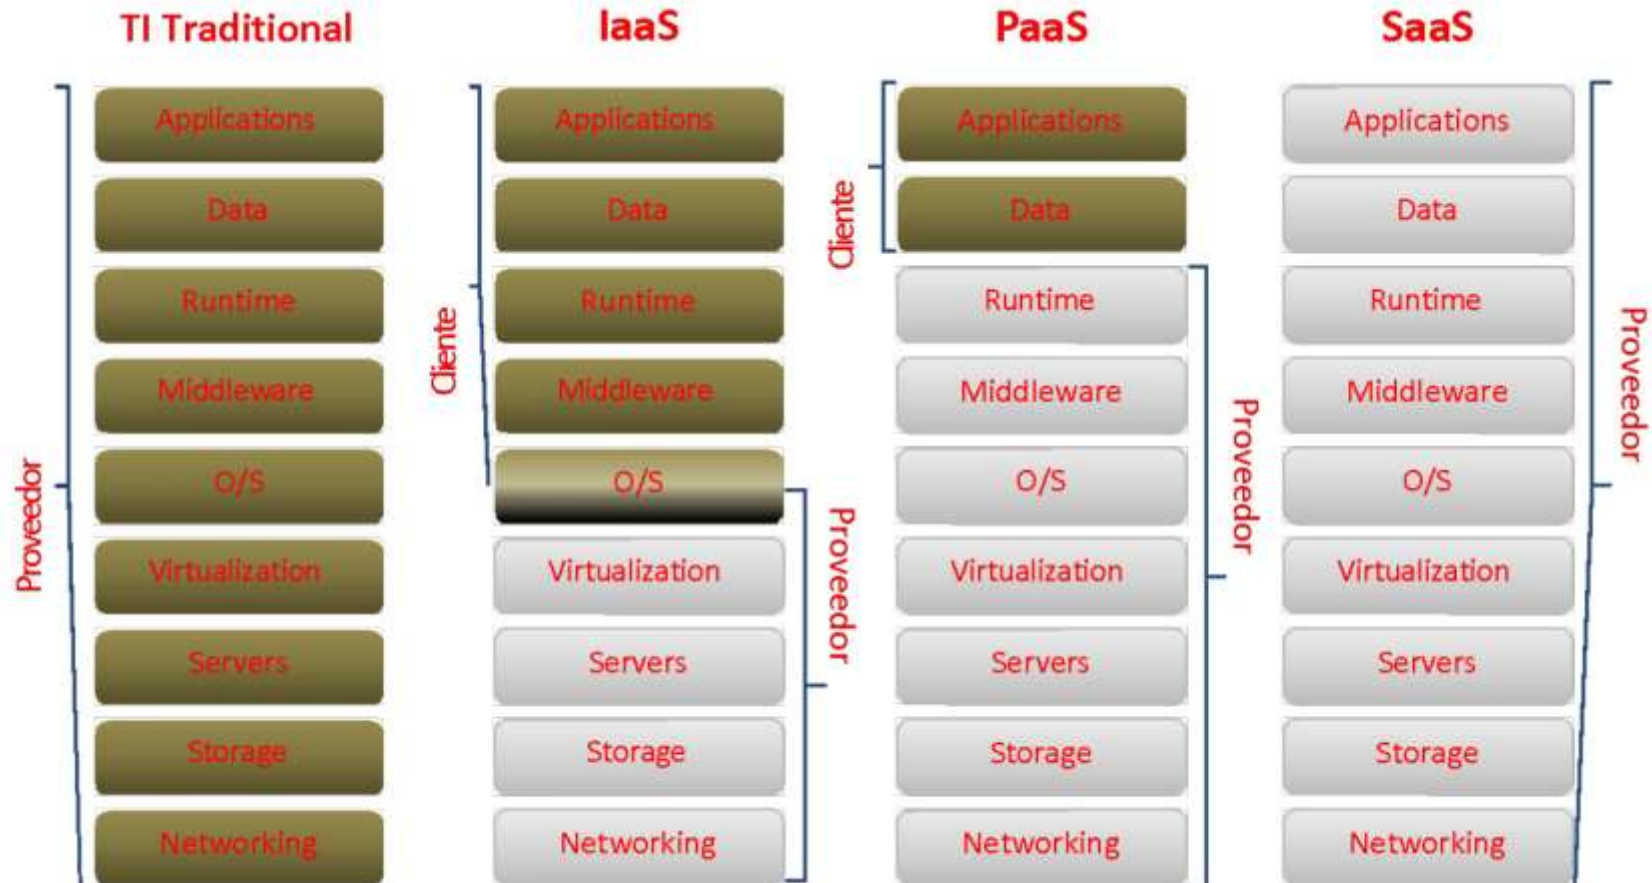 TI Traditional
IaaS
PaaS
SaaS
Proveedor
Applications
Data
Runtime
Middleware
O/S
Virtualization
Servers
Storage
Networking
Cliente
Applications
Data
Runtime
Middleware
O/S
Virtualization
Servers
Storage
Networking
Proveedor
Cliente
Applications
Data
Runtime
Middleware
O/S
Virtualization
Servers
Storage
Networking
Proveedor
Applications
Data
Runtime
Middleware
O/S
Virtualization
Servers
Storage
Networking
Proveedor